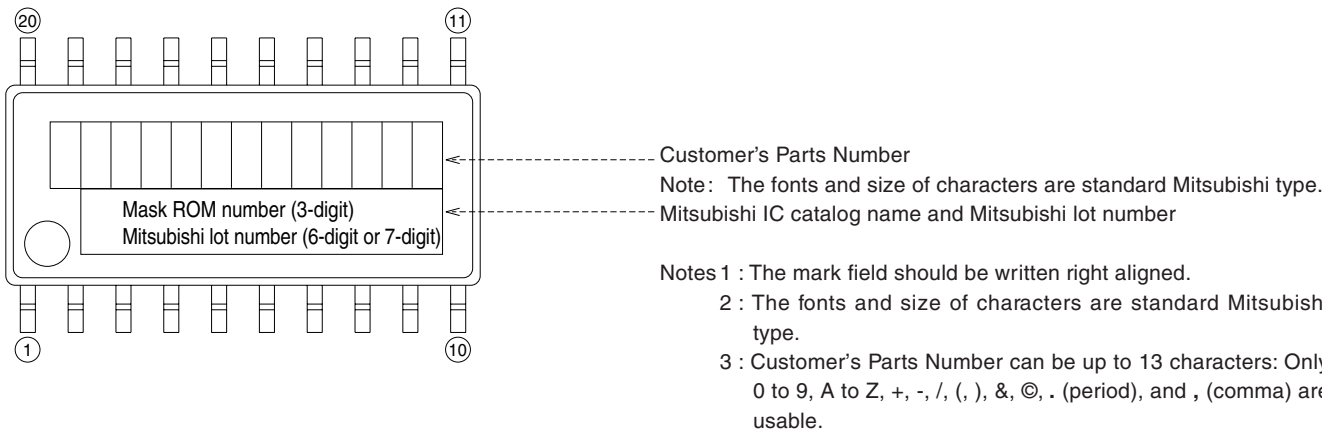 20 11
Customer's Parts Number
Note: The fonts and size of characters are standard Mitsubishi type.
Mask ROM number (3-digit)
Mitsubishi lot number (6-digit or 7-digit)
Mitsubishi IC catalog name and Mitsubishi lot number
Notes 1 : The mark field should be written right aligned.
2 : The fonts and size of characters are standard Mitsubish
type.
3 : Customer's Parts Number can be up to 13 characters: Only
0 to 9, A to Z, +, -, /, (, ), &, ©, . (period), and , (comma) are
usable.
1 10